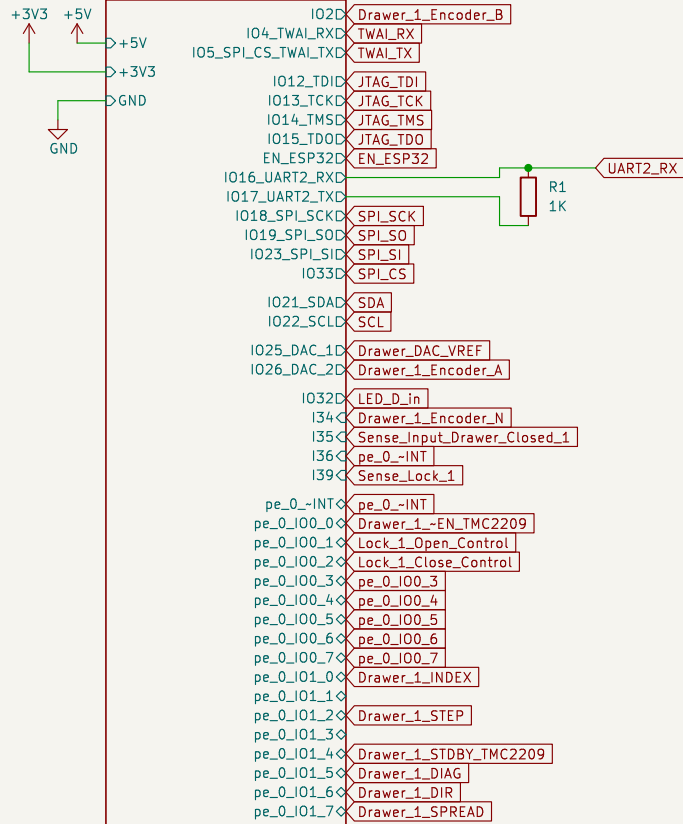 +3V3 +5V
IO2 Drawer_1_Encoder_B
IO4_TWAI_RX TWAI_RX
+5V
IO5_SPI_CS_TWAI_TX TWAI_TX
+3V3
IO12_TDI JTAG_TDI
GND
IO13_TCK JTAG_TCK
IO14_TMS JTAG_TMS
IO15_TDO JTAG_TDO
GND
EN_ESP32 EN_ESP32
IO16_UART2_RX UART2_RX
R1
1K
IO17_UART2_TX
IO18_SPI_SCK SPI_SCK
IO19_SPI_SO SPI_SO
IO23_SPI_SI SPI_SI
IO33 SPI_CS
IO21_SDA SDA
IO22_SCL SCL
IO25_DAC_1 Drawer_DAC_VREF
IO26_DAC_2 Drawer_1_Encoder_A
IO32 LED_D_in
I34 Drawer_1_Encoder_N
I35 Sense_Input_Drawer_Closed_1
I36 pe_0_~INT
I39 Sense_Lock_1
pe_0_~INT pe_0_~INT
pe_0_IO0_0 Drawer_1_~EN_TMC2209
pe_0_IO0_1 Lock_1_Open_Control
pe_0_IO0_2 Lock_1_Close_Control
pe_0_IO0_3 pe_0_IO0_3
pe_0_IO0_4 pe_0_IO0_4
pe_0_IO0_5 pe_0_IO0_5
pe_0_IO0_6 pe_0_IO0_6
pe_0_IO0_7 pe_0_IO0_7
pe_0_IO1_0 Drawer_1_INDEX
pe_0_IO1_1
pe_0_IO1_2 Drawer_1_STEP
pe_0_IO1_3
pe_0_IO1_4 Drawer_1_STDBY_TMC2209
pe_0_IO1_5 Drawer_1_DIAG
pe_0_IO1_6 Drawer_1_DIR
pe_0_IO1_7 Drawer_1_SPREAD